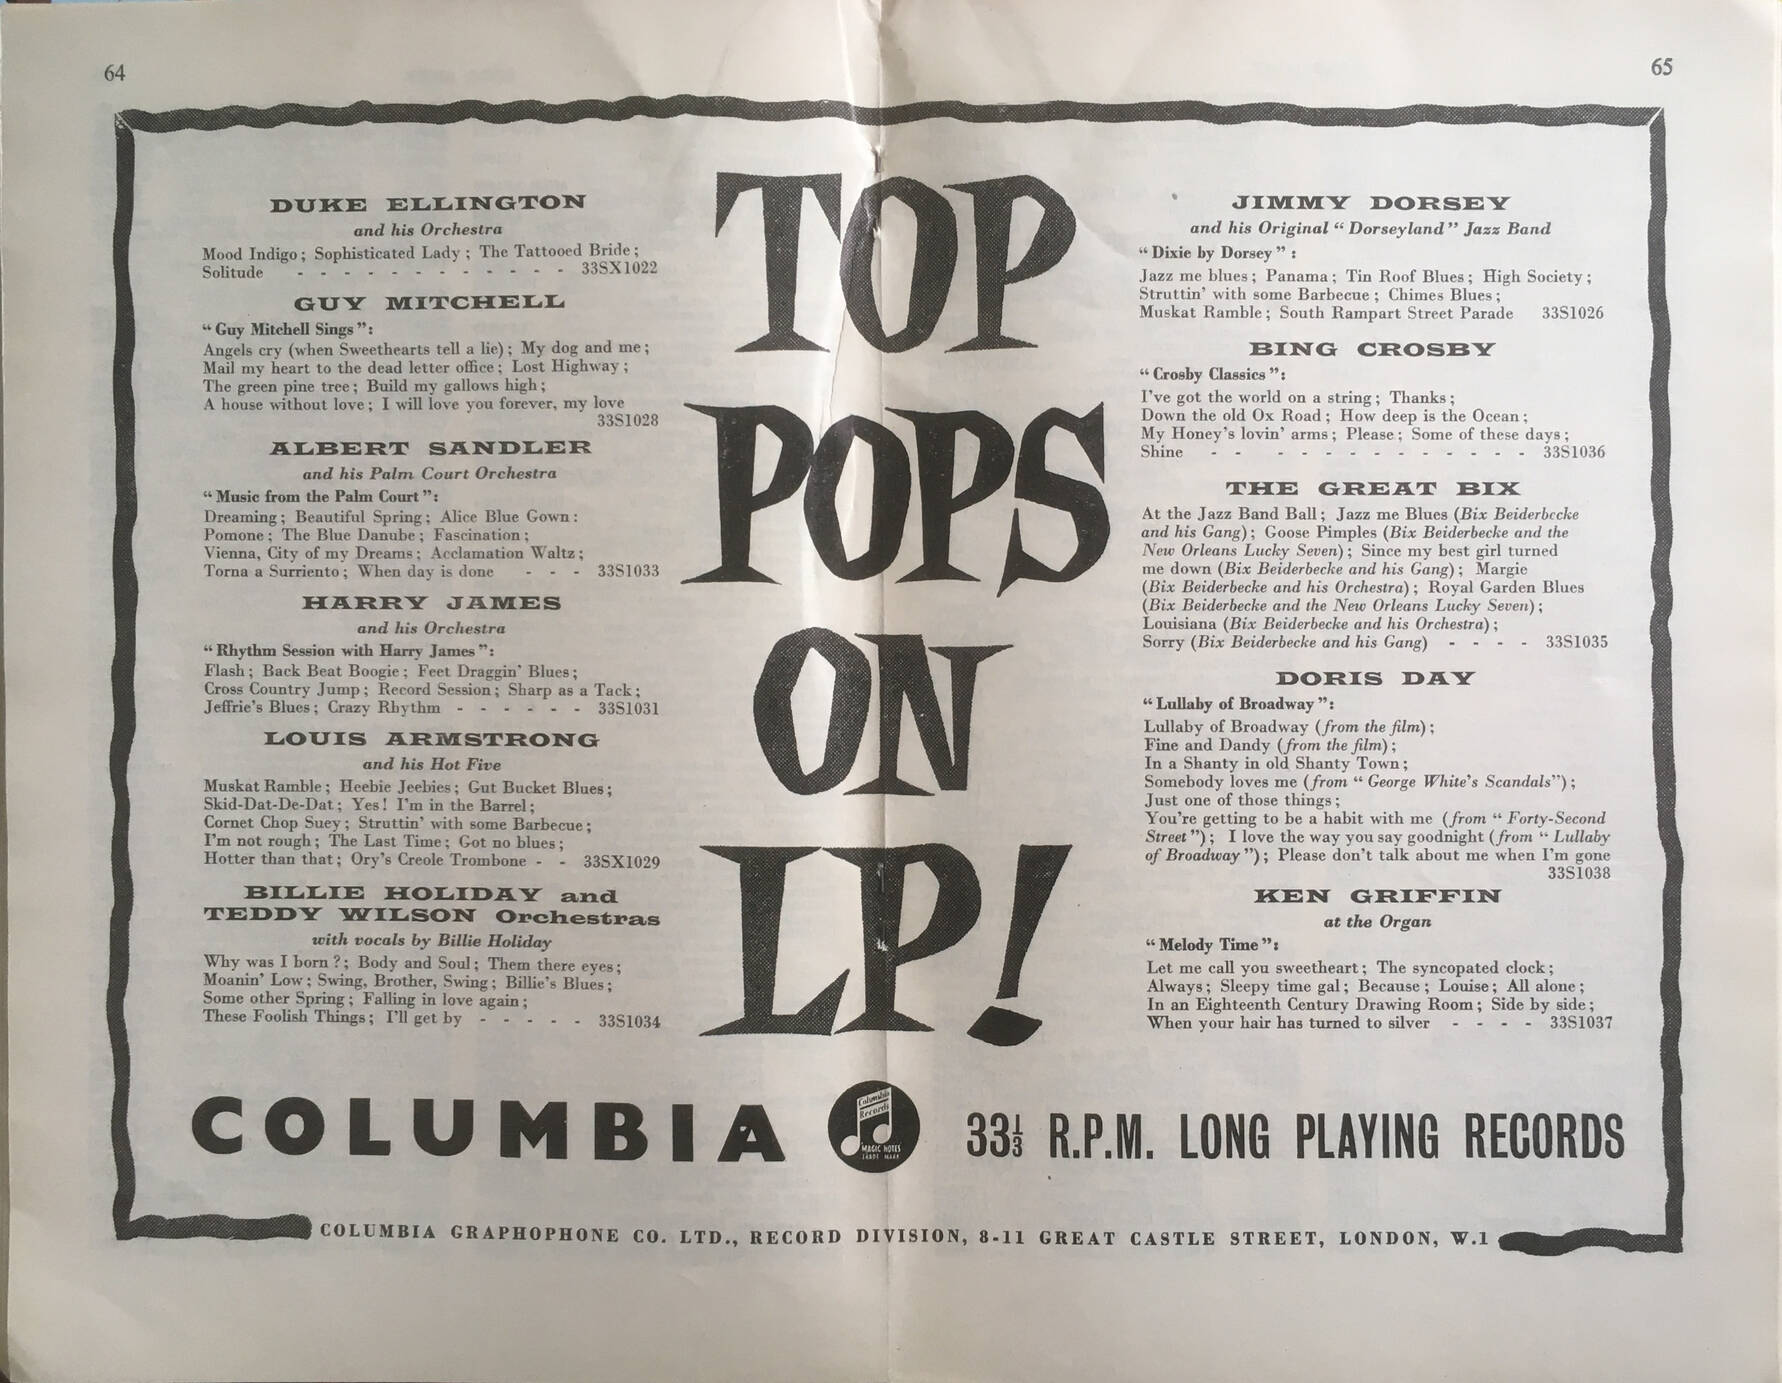 64
65
DUKE ELLINGTON
and his Orchestra
Mood Indigo; Sophisticated Lady; The Tattooed Bride;
Solitude - - - - - - - - - - - - 33SX1022
GUY MITCHELL
"Guy Mitchell Sings":
Angels cry (when Sweethearts tell a lie); My dog and me;
Mail my heart to the dead letter office; Lost Highway;
The green pine tree; Build my gallows high;
A house without love; I will love you forever, my love
33S1028
ALBERT SANDLER
and his Palm Court Orchestra
"Music from the Palm Court":
Dreaming; Beautiful Spring; Alice Blue Gown:
Pomone; The Blue Danube; Fascination;
Vienna, City of my Dreams; Acclamation Waltz;
Torna a Surriento; When day is done - - - 33S1033
HARRY JAMES
and his Orchestra
"Rhythm Session with Harry James":
Flash; Back Beat Boogie; Feet Draggin' Blues;
Cross Country Jump; Record Session; Sharp as a Tack;
Jeffrie's Blues; Crazy Rhythm - - - - - - 33S1031
LOUIS ARMSTRONG
and his Hot Five
Muskat Ramble; Heebie Jeebies; Gut Bucket Blues;
Skid-Dat-De-Dat; Yes! I'm in the Barrel;
Cornet Chop Suey; Struttin' with some Barbecue;
I'm not rough; The Last Time; Got no blues;
Hotter than that; Ory's Creole Trombone - - 33SX1029
BILLIE HOLIDAY and
TEDDY WILSON Orchestras
with vocals by Billie Holiday
Why was I born?; Body and Soul; Them there eyes;
Moanin' Low; Swing, Brother, Swing; Billie's Blues;
Some other Spring; Falling in love again;
These Foolish Things; I'll get by - - - - - 33S1034
TOP
POPS
ON
LP!
JIMMY DORSEY
and his Original "Dorseyland" Jazz Band
"Dixie by Dorsey":
Jazz me blues; Panama; Tin Roof Blues; High Society;
Struttin' with some Barbecue; Chimes Blues;
Muskat Ramble; South Rampart Street Parade 33S1026
BING CROSBY
"Crosby Classics":
I've got the world on a string; Thanks;
Down the old Ox Road; How deep is the Ocean;
My Honey's lovin' arms; Please; Some of these days;
Shine - - - - - - - - - - - - - 33S1036
THE GREAT BIX
At the Jazz Band Ball; Jazz me Blues (Bix Beiderbecke
and his Gang); Goose Pimples (Bix Beiderbecke and the
New Orleans Lucky Seven); Since my best girl turned
me down (Bix Beiderbecke and his Gang); Margie
(Bix Beiderbecke and his Orchestra); Royal Garden Blues
(Bix Beiderbecke and the New Orleans Lucky Seven);
Louisiana (Bix Beiderbecke and his Orchestra);
Sorry (Bix Beiderbecke and his Gang) - - - - 33S1035
DORIS DAY
"Lullaby of Broadway":
Lullaby of Broadway (from the film);
Fine and Dandy (from the film);
In a Shanty in old Shanty Town;
Somebody loves me (from "George White's Scandals");
Just one of those things;
You're getting to be a habit with me (from "Forty-Second
Street"); I love the way you say goodnight (from "Lullaby
of Broadway"); Please don't talk about me when I'm gone
33S1038
KEN GRIFFIN
at the Organ
"Melody Time":
Let me call you sweetheart; The syncopated clock;
Always; Sleepy time gal; Because; Louise; All alone;
In an Eighteenth Century Drawing Room; Side by side;
When your hair has turned to silver - - - - 33S1037
COLUMBIA
Columbia
Records
MAGIC NOTES
TRADE MARK
33⅓ R.P.M. LONG PLAYING RECORDS
COLUMBIA GRAPHOPHONE CO. LTD., RECORD DIVISION, 8-11 GREAT CASTLE STREET, LONDON, W.1